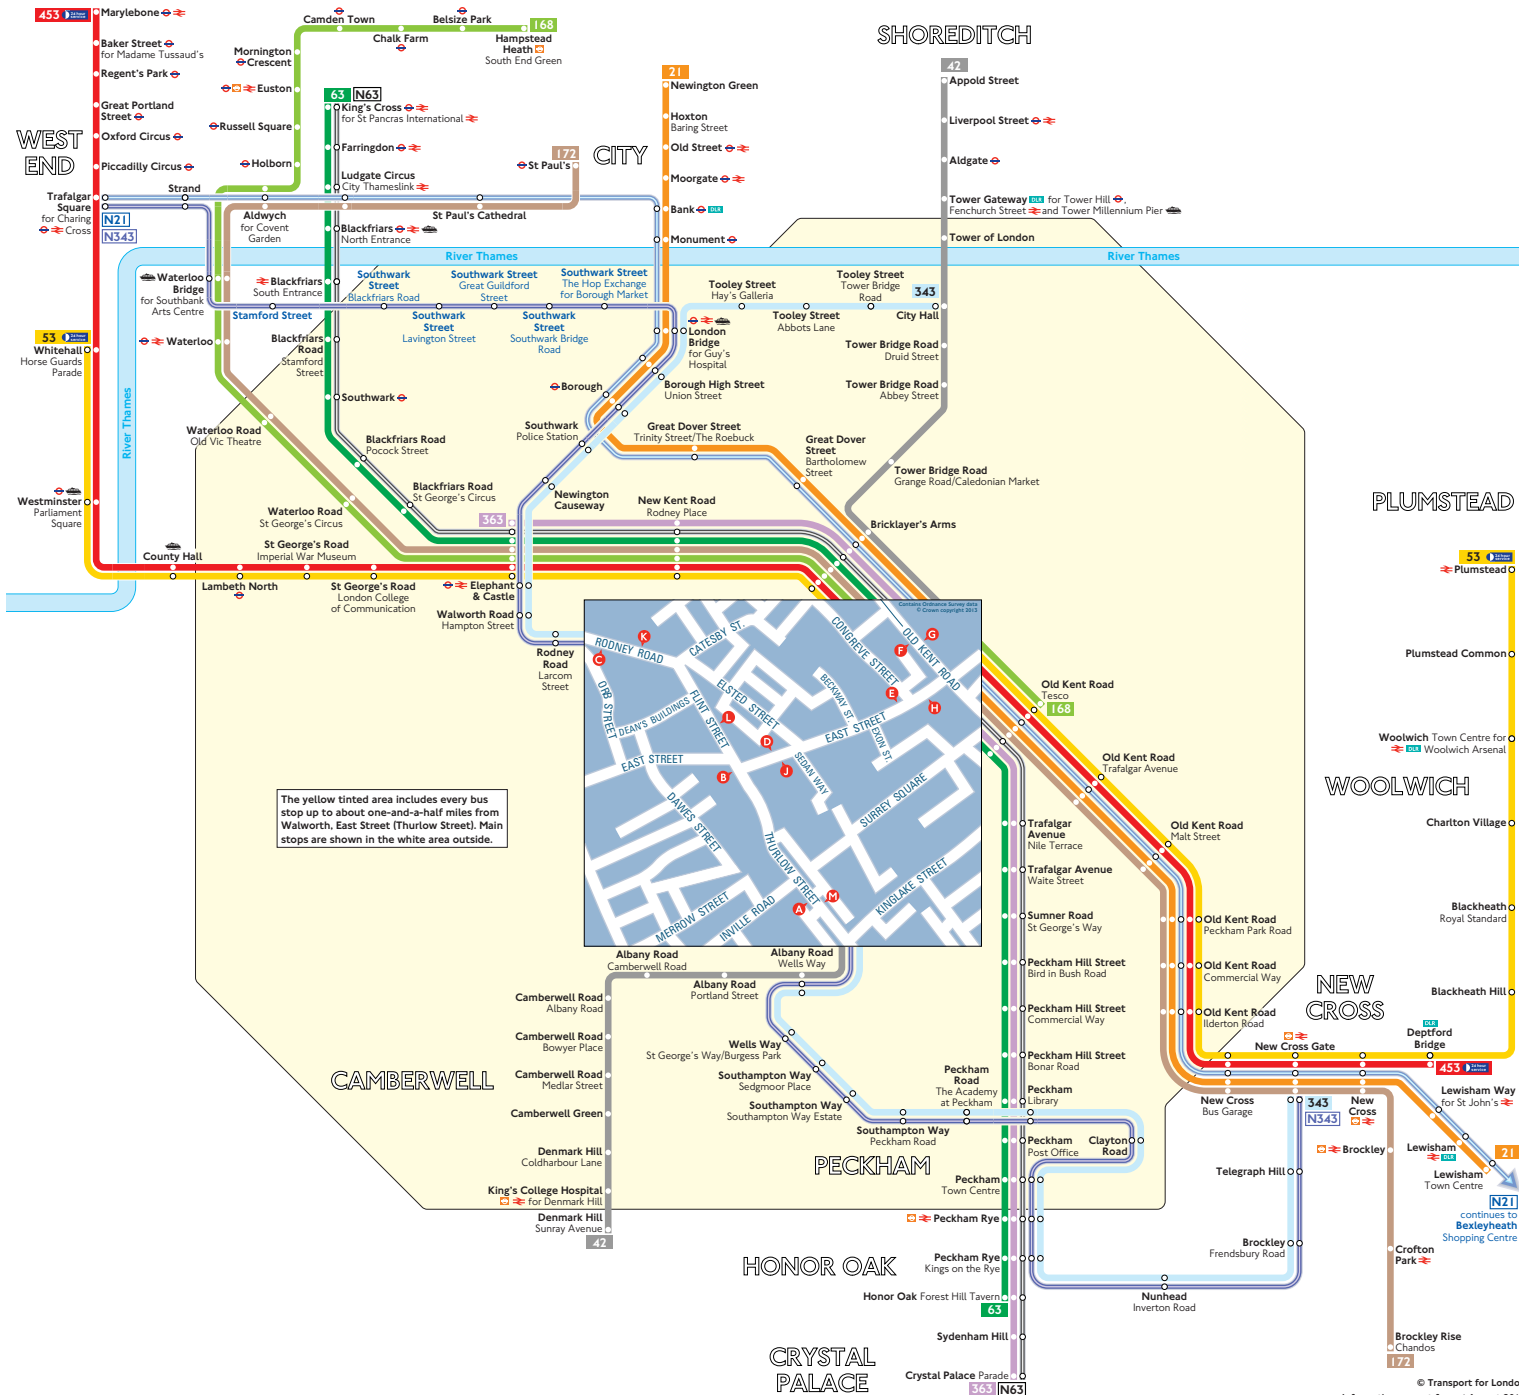 453 24 hour service
Marylebone
Baker Street
for Madame Tussaud's
Regent's Park
Great Portland
Street
Oxford Circus
Piccadilly Circus
WEST
END
Trafalgar
Square
for Charing
Cross
N21
N343
Strand
Camden Town
Chalk Farm
Belsize Park
168
Hampstead
Heath
South End Green
Mornington
Crescent
Euston
Russell Square
Holborn
63 N63
King's Cross
for St Pancras International
Farringdon
Ludgate Circus
City Thameslink
172
St Paul's
CITY
Aldwych
for Covent
Garden
St Paul's Cathedral
Blackfriars
North Entrance
21
Newington Green
Hoxton
Baring Street
Old Street
Moorgate
Bank DLR
Monument
SHOREDITCH
42
Appold Street
Liverpool Street
Aldgate
Tower Gateway DLR for Tower Hill ,
Fenchurch Street and Tower Millennium Pier
Tower of London
River Thames
River Thames
River Thames
Waterloo
Bridge
for Southbank
Arts Centre
Blackfriars
South Entrance
Southwark
Street
Blackfriars Road
Southwark Street
Great Guildford
Street
Southwark Street
The Hop Exchange
for Borough Market
Tooley Street
Hay's Galleria
Tooley Street
Tower Bridge
Road
343
City Hall
Stamford Street
Southwark
Street
Lavington Street
Southwark
Street
Southwark Bridge
Road
Tooley Street
Abbots Lane
53 24 hour service
Whitehall
Horse Guards
Parade
Waterloo
Blackfriars
Road
Stamford
Street
London
Bridge
for Guy's
Hospital
Tower Bridge Road
Druid Street
Tower Bridge Road
Abbey Street
Southwark
Borough
Borough High Street
Union Street
Waterloo Road
Old Vic Theatre
Blackfriars Road
Pocock Street
Southwark
Police Station
Great Dover Street
Trinity Street/The Roebuck
Great Dover
Street
Bartholomew
Street
Tower Bridge Road
Grange Road/Caledonian Market
Westminster
Parliament
Square
Blackfriars Road
St George's Circus
Newington
Causeway
Waterloo Road
St George's Circus
363
New Kent Road
Rodney Place
Bricklayer's Arms
PLUMSTEAD
County Hall
St George's Road
Imperial War Museum
Lambeth North
St George's Road
London College
of Communication
Elephant
& Castle
Walworth Road
Hampton Street
Rodney
Road
Larcom
Street
Contains Ordnance Survey data
© Crown copyright 2013
RODNEY ROAD
CATESBY ST.
CONGREVE STREET
OLD KENT ROAD
ORB STREET
DEAN'S BUILDINGS
FLINT STREET
ELSTED STREET
BECKWAY ST.
EAST STREET
EXON ST.
EAST STREET
SEDAN WAY
SURREY SQUARE
DAWES STREET
THURLOW STREET
KINGLAKE STREET
MERROW STREET
INVILLE ROAD
K
C
G
F
E
H
L
D
J
B
A
M
53 24 hour service
Plumstead
Plumstead Common
Woolwich Town Centre for
DLR Woolwich Arsenal
WOOLWICH
Charlton Village
Blackheath
Royal Standard
Blackheath Hill
Old Kent Road
Tesco
168
Old Kent Road
Trafalgar Avenue
Old Kent Road
Malt Street
Old Kent Road
Peckham Park Road
Old Kent Road
Commercial Way
Old Kent Road
Ilderton Road
The yellow tinted area includes every bus
stop up to about one-and-a-half miles from
Walworth, East Street (Thurlow Street). Main
stops are shown in the white area outside.
Trafalgar
Avenue
Nile Terrace
Trafalgar Avenue
Waite Street
Sumner Road
St George's Way
Peckham Hill Street
Bird in Bush Road
Peckham Hill Street
Commercial Way
Peckham Hill Street
Bonar Road
Peckham
Library
Peckham
Road
The Academy
at Peckham
Albany Road
Camberwell Road
Albany Road
Portland Street
Albany Road
Wells Way
Camberwell Road
Albany Road
Camberwell Road
Bowyer Place
Camberwell Road
Medlar Street
CAMBERWELL
Camberwell Green
Denmark Hill
Coldharbour Lane
King's College Hospital
for Denmark Hill
Denmark Hill
Sunray Avenue
42
Wells Way
St George's Way/Burgess Park
Southampton Way
Sedgmoor Place
Southampton Way
Southampton Way Estate
Southampton Way
Peckham Road
PECKHAM
Peckham
Post Office
Clayton
Road
Peckham
Town Centre
Peckham Rye
HONOR OAK
Peckham Rye
Kings on the Rye
Honor Oak Forest Hill Tavern
63
Sydenham Hill
CRYSTAL
PALACE
Crystal Palace Parade
363 N63
Nunhead
Inverton Road
NEW
CROSS
New Cross Gate
DLR
Deptford
Bridge
453 24 hour service
New Cross
Bus Garage
343
N343
New
Cross
Lewisham Way
for St John's
Telegraph Hill
Brockley
Lewisham
DLR
21
Lewisham
Town Centre
N21
continues to
Bexleyheath
Shopping Centre
Brockley
Frendsbury Road
Crofton
Park
Brockley Rise
Chandos
172
© Transport for Londo